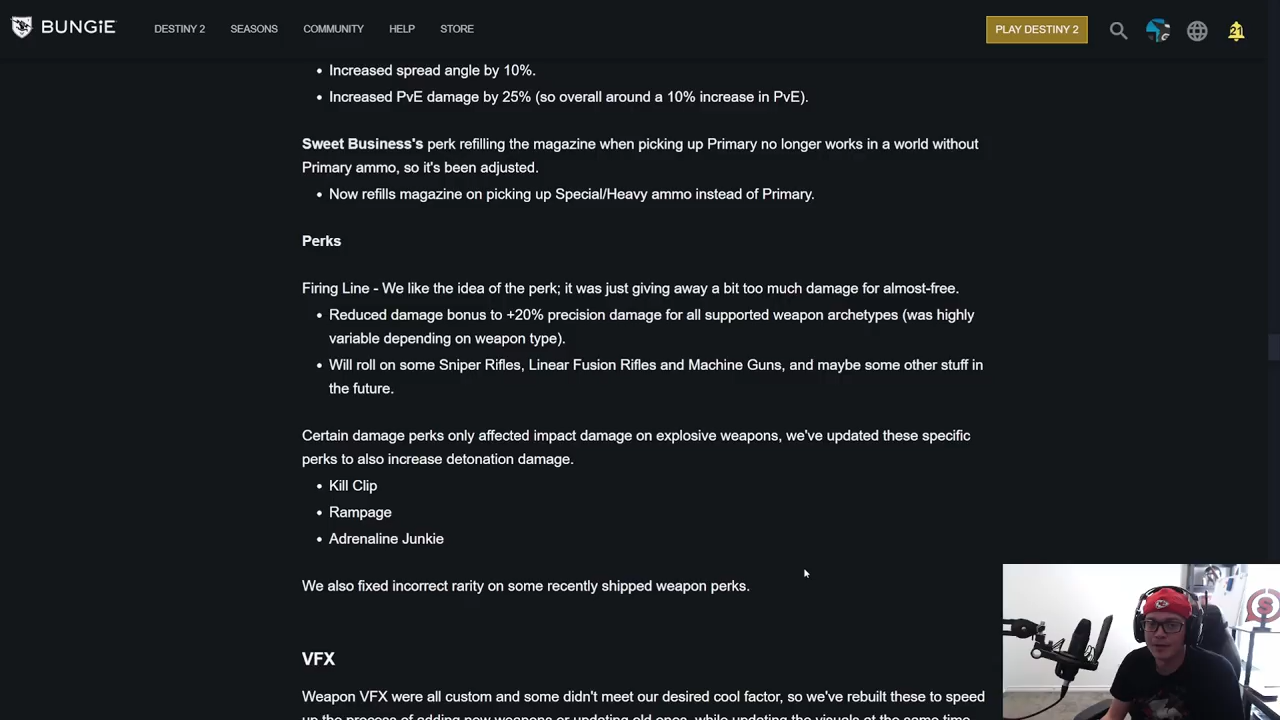 BUNGiE DESTINY 2 SEASONS COMMUNITY HELP STORE PLAY DESTINY 2 21
• Increased spread angle by 10%.
• Increased PvE damage by 25% (so overall around a 10% increase in PvE).
Sweet Business's perk refilling the magazine when picking up Primary no longer works in a world without
Primary ammo, so it's been adjusted.
• Now refills magazine on picking up Special/Heavy ammo instead of Primary.
Perks
Firing Line - We like the idea of the perk; it was just giving away a bit too much damage for almost-free.
• Reduced damage bonus to +20% precision damage for all supported weapon archetypes (was highly
variable depending on weapon type).
• Will roll on some Sniper Rifles, Linear Fusion Rifles and Machine Guns, and maybe some other stuff in
the future.
Certain damage perks only affected impact damage on explosive weapons, we've updated these specific
perks to also increase detonation damage.
• Kill Clip
• Rampage
• Adrenaline Junkie
We also fixed incorrect rarity on some recently shipped weapon perks.
VFX
Weapon VFX were all custom and some didn't meet our desired cool factor, so we've rebuilt these to speed
up the process of adding new weapons or updating old ones, while updating the visuals at the same time.